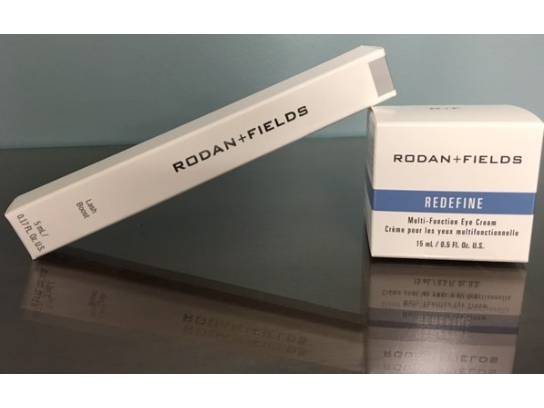 RODAN+FIELDS
Lash
Boost
5 mL/
0.17 FL. Oz. U.S.
RODAN+FIELDS
REDEFINE
Multi-Function Eye Cream
Crème pour les yeux multifonctionnelle
15 mL / 0.5 Fl. Oz. U.S.